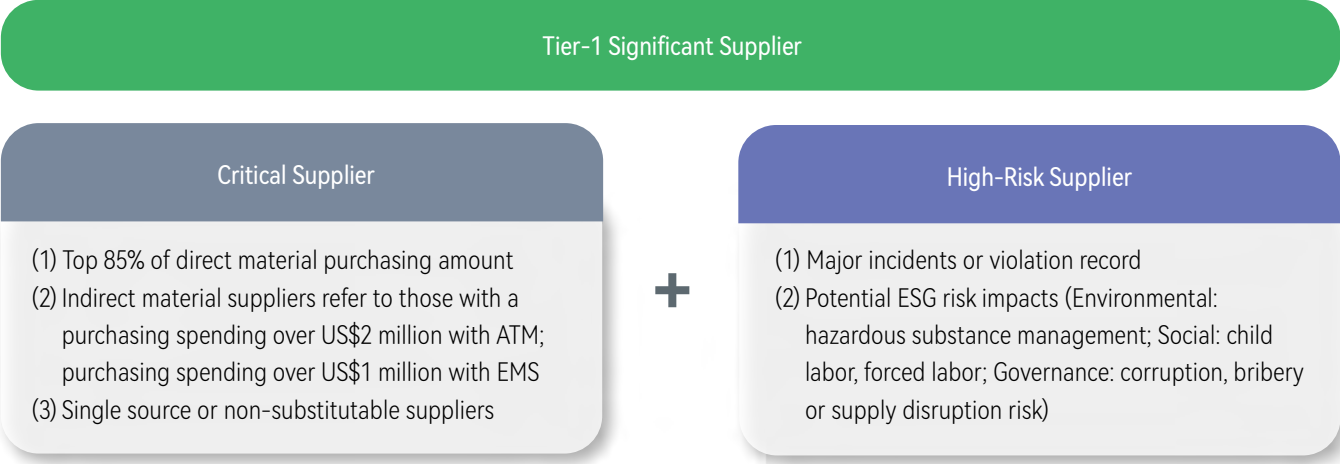 Tier-1 Significant Supplier
Critical Supplier
(1) Top 85% of direct material purchasing amount
(2) Indirect material suppliers refer to those with a
purchasing spending over US$2 million with ATM;
purchasing spending over US$1 million with EMS
(3) Single source or non-substitutable suppliers
+
High-Risk Supplier
(1) Major incidents or violation record
(2) Potential ESG risk impacts (Environmental:
hazardous substance management; Social: child
labor, forced labor; Governance: corruption, bribery
or supply disruption risk)